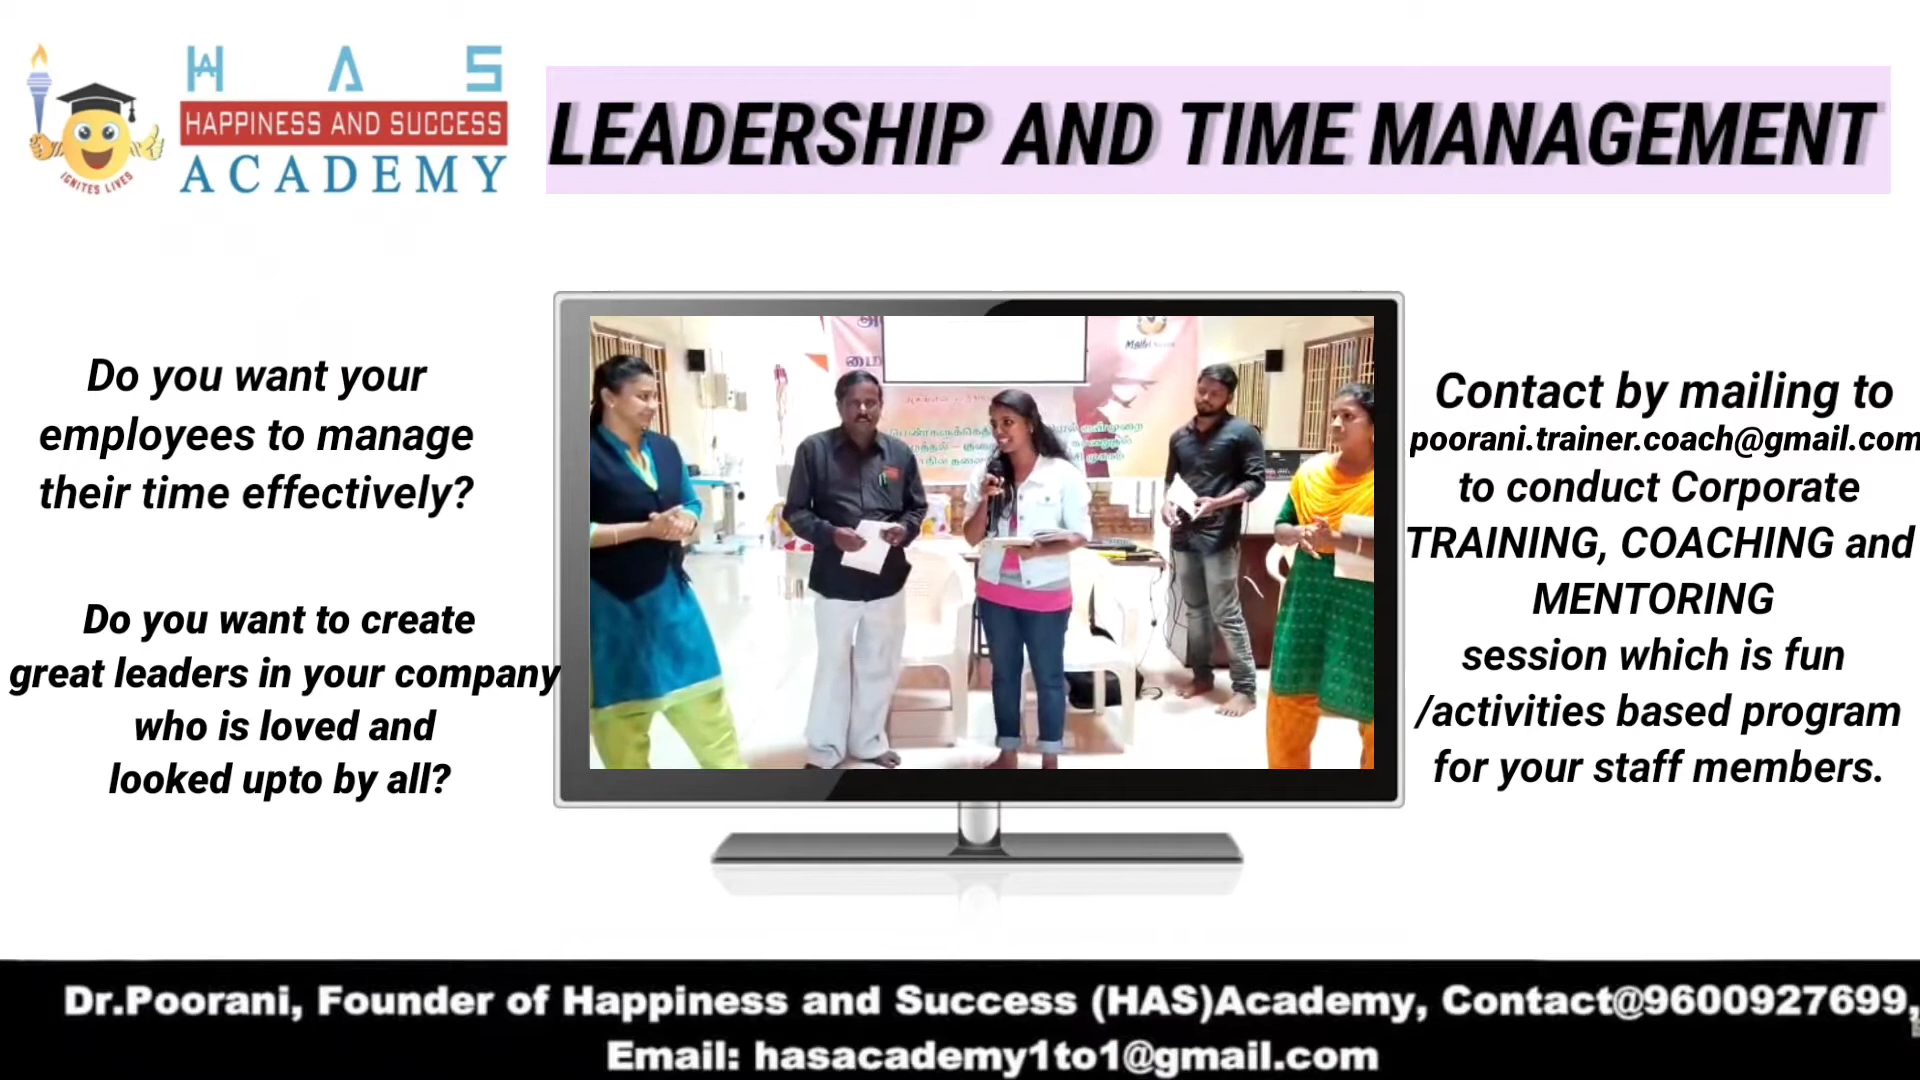 HAS
HAPPINESS AND SUCCESS
ACADEMY
IGNITES LIVES
LEADERSHIP AND TIME MANAGEMENT
Do you want your
employees to manage
their time effectively?
Do you want to create
great leaders in your company
who is loved and
looked upto by all?
Contact by mailing to
poorani.trainer.coach@gmail.com
to conduct Corporate
TRAINING, COACHING and
MENTORING
session which is fun
/activities based program
for your staff members.
Dr.Poorani, Founder of Happiness and Success (HAS)Academy, Contact@9600927699,
Email: hasacademy1to1@gmail.com